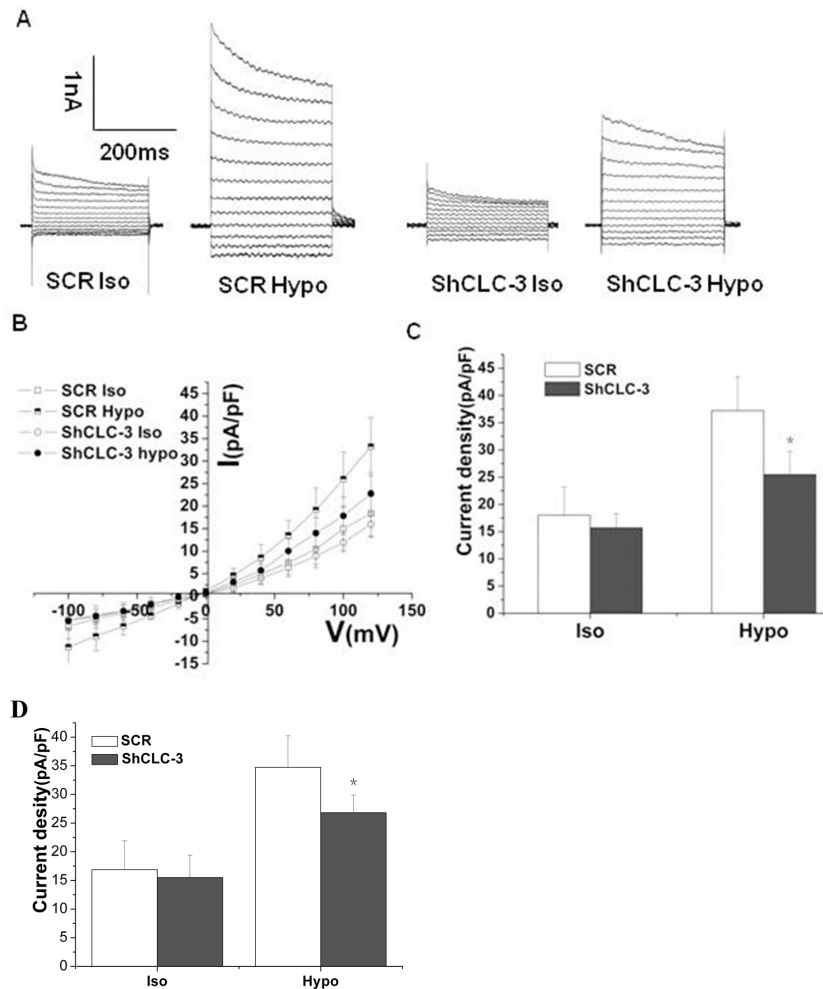 A
1nA
200ms
SCR Iso
SCR Hypo
ShCLC-3 Iso
ShCLC-3 Hypo
B
SCR Iso
SCR Hypo
ShCLC-3 Iso
ShCLC-3 hypo
I(pA/pF)
45
40
35
30
25
20
15
10
5
0
-5
-10
-15
-100
-50
0
50
100
150
V(mV)
C
SCR
ShCLC-3
Current density(pA/pF)
45
40
35
30
25
20
15
10
5
0
*
Iso
Hypo
D
SCR
ShCLC-3
Current desity(pA/pF)
40
35
30
25
20
15
10
5
0
*
Iso
Hypo